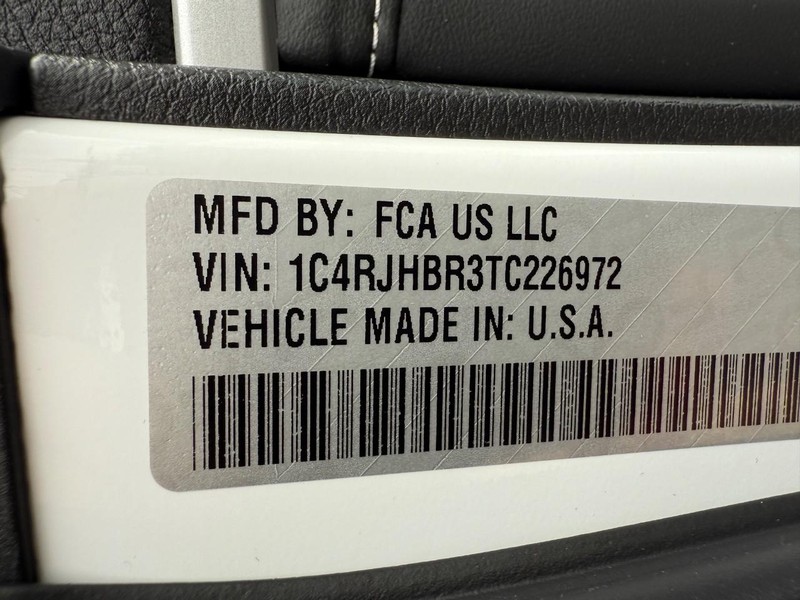 MFD BY: FCA US LLC
VIN: 1C4RJHBR3TC226972
VEHICLE MADE IN: U.S.A.